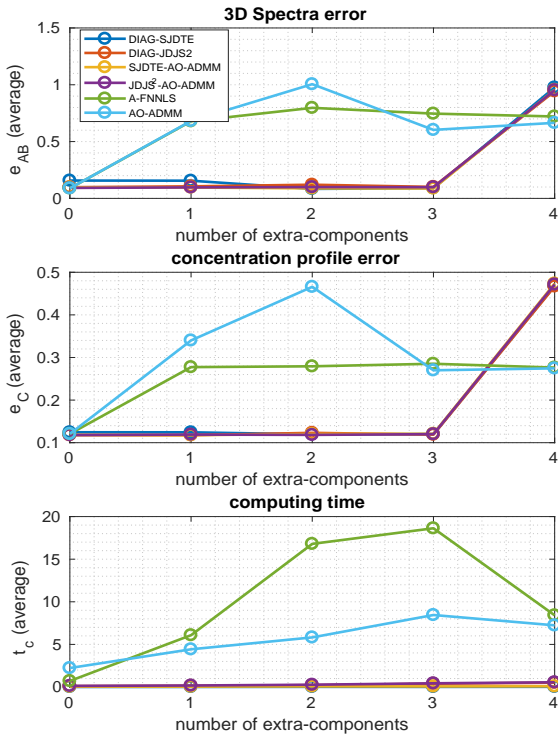 3D Spectra error
1.5
1
0.5
0
e_AB (average)
DIAG-SJDTE
DIAG-JDJS2
SJDTE-AO-ADMM
JDJS²-AO-ADMM
A-FNNLS
AO-ADMM
0 1 2 3 4
number of extra-components
concentration profile error
0.5
0.4
0.3
0.2
0.1
e_C (average)
0 1 2 3 4
number of extra-components
computing time
20
15
10
5
0
t_c (average)
0 1 2 3 4
number of extra-components